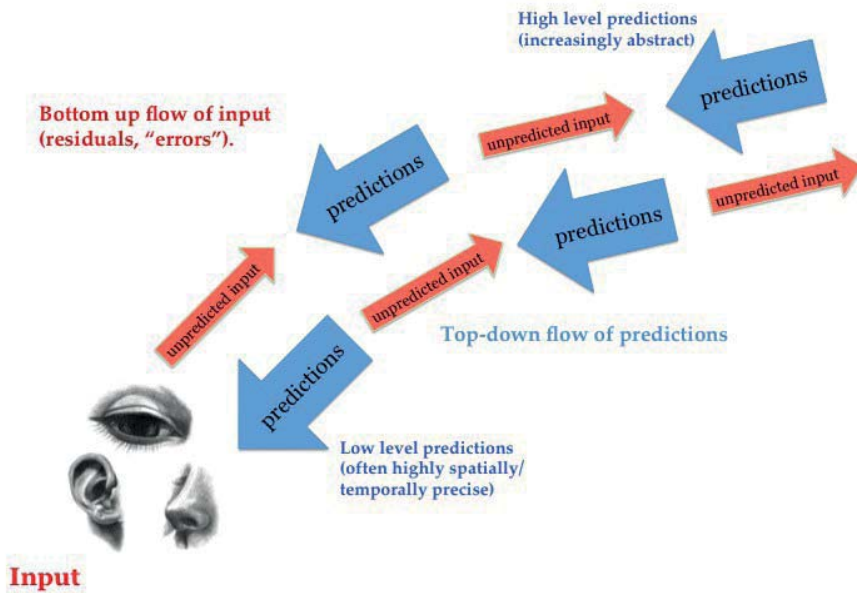 High level predictions
(increasingly abstract)
predictions
Bottom up flow of input
(residuals, “errors”).
unpredicted input
predictions
unpredicted input
predictions
unpredicted input
unpredicted input
Top-down flow of predictions
predictions
Low level predictions
(often highly spatially/
temporally precise)
Input